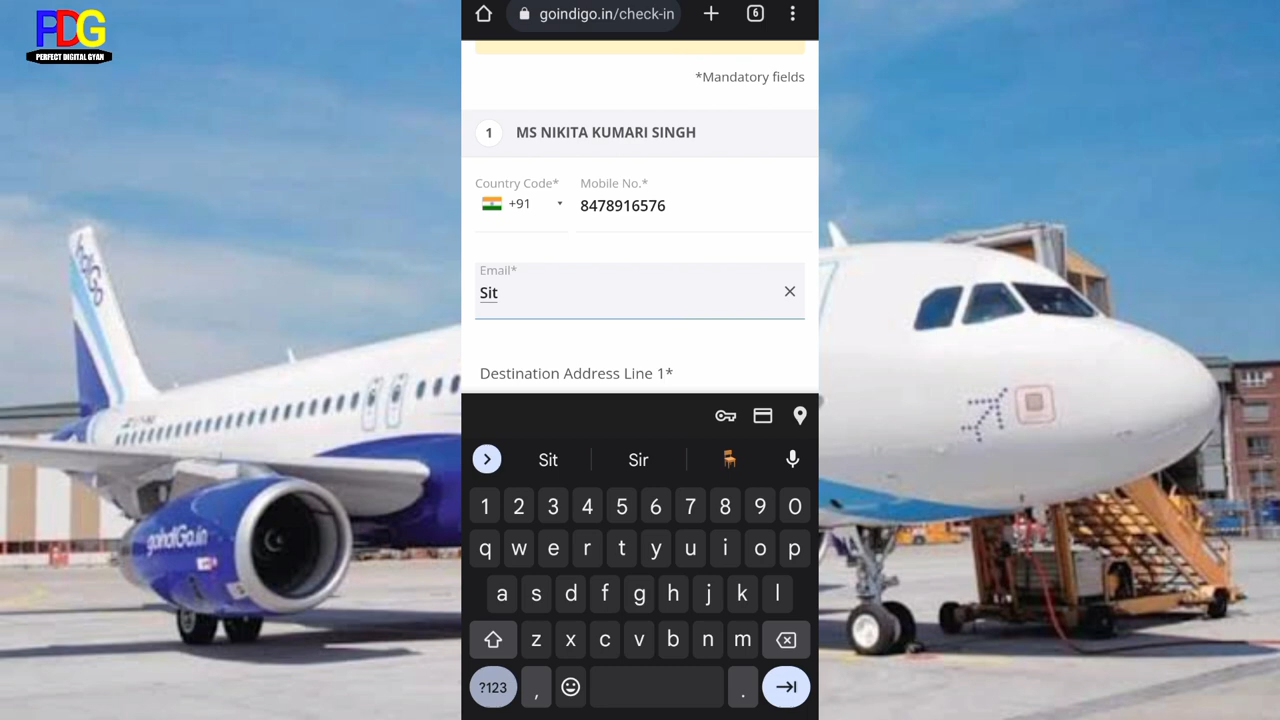 PDG
PERFECT DIGITAL GYAN
goindigo.in/check-in
6
*Mandatory fields
1 MS NIKITA KUMARI SINGH
Country Code* Mobile No.*
+91 8478916576
Email*
Sit
Destination Address Line 1*
Sit Sir
1 2 3 4 5 6 7 8 9 0
q w e r t y u i o p
a s d f g h j k l
z x c v b n m
?123 , .
IndiGo
goIndiGo.in